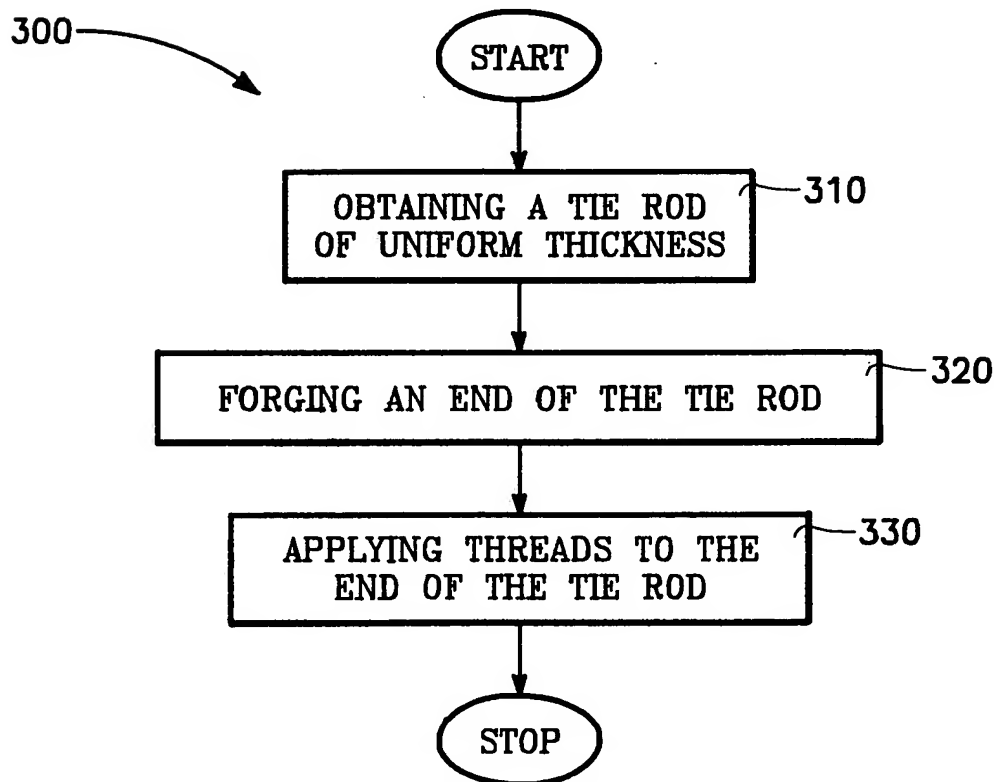 300
START
310
OBTAINING A TIE ROD
OF UNIFORM THICKNESS
320
FORGING AN END OF THE TIE ROD
330
APPLYING THREADS TO THE
END OF THE TIE ROD
STOP